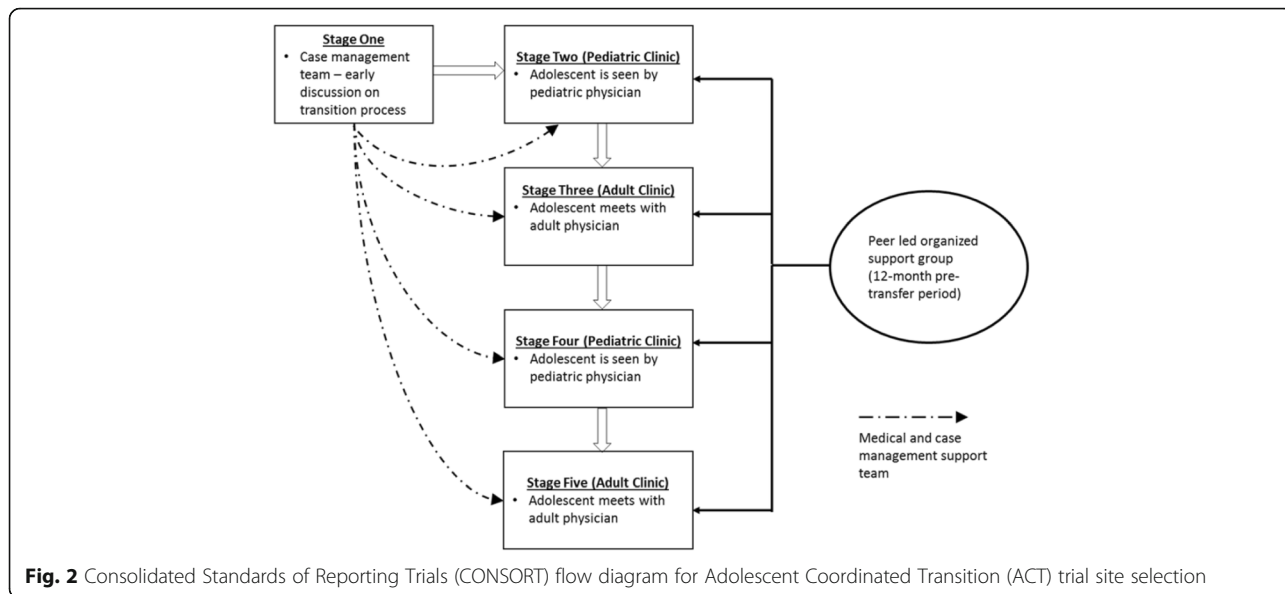 Stage One
• Case management
team – early
discussion on
transition process
Stage Two (Pediatric Clinic)
• Adolescent is seen by
pediatric physician
Stage Three (Adult Clinic)
• Adolescent meets with
adult physician
Stage Four (Pediatric Clinic)
• Adolescent is seen by
pediatric physician
Stage Five (Adult Clinic)
• Adolescent meets with
adult physician
Peer led organized
support group
(12-month pre-
transfer period)
Medical and case
management support
team
Fig. 2 Consolidated Standards of Reporting Trials (CONSORT) flow diagram for Adolescent Coordinated Transition (ACT) trial site selection